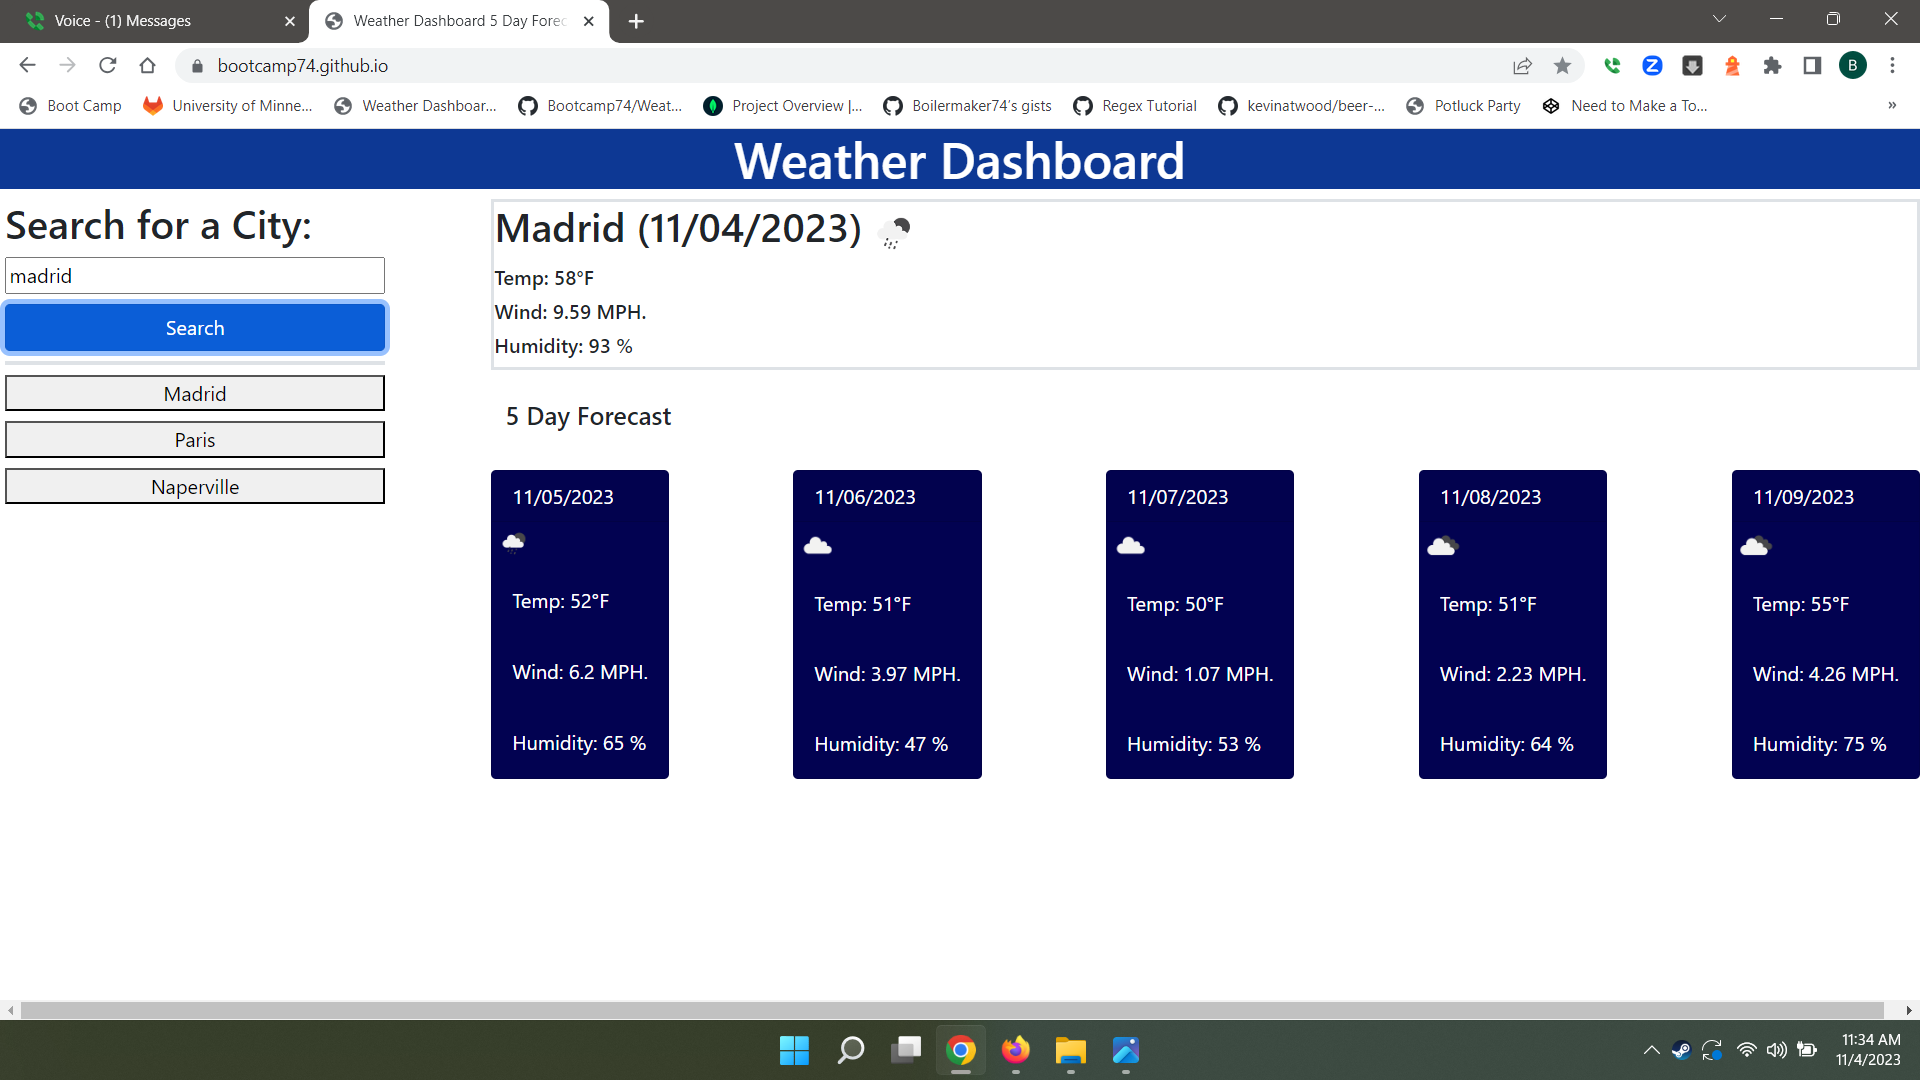 Voice - (1) Messages
Weather Dashboard 5 Day Forec
bootcamp74.github.io
B
Boot Camp
University of Minne...
Weather Dashboar...
Bootcamp74/Weat...
Project Overview |...
Boilermaker74's gists
Regex Tutorial
kevinatwood/beer-...
Potluck Party
Need to Make a To...
»
Weather Dashboard
Search for a City:
madrid
Search
Madrid
Paris
Naperville
Madrid (11/04/2023)
Temp: 58°F
Wind: 9.59 MPH.
Humidity: 93 %
5 Day Forecast
11/05/2023
Temp: 52°F
Wind: 6.2 MPH.
Humidity: 65 %
11/06/2023
Temp: 51°F
Wind: 3.97 MPH.
Humidity: 47 %
11/07/2023
Temp: 50°F
Wind: 1.07 MPH.
Humidity: 53 %
11/08/2023
Temp: 51°F
Wind: 2.23 MPH.
Humidity: 64 %
11/09/2023
Temp: 55°F
Wind: 4.26 MPH.
Humidity: 75 %
11:34 AM
11/4/2023